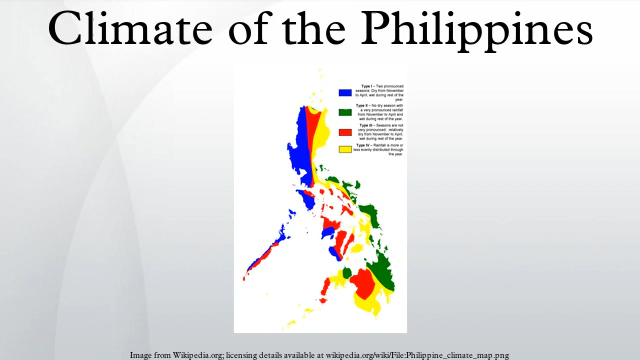 Climate of the Philippines
Type I – Two pronounced
seasons: Dry from November
to April, wet during rest of the
year.
Type II – No dry season with
a very pronounced rainfall
from November to April and
wet during rest of the year.
Type III – Seasons are not
very pronounced: relatively
dry from November to April,
wet during rest of the year.
Type IV – Rainfall is more or
less evenly distributed through
the year.
Image from Wikipedia.org; licensing details available at wikipedia.org/wiki/File:Philippine_climate_map.png